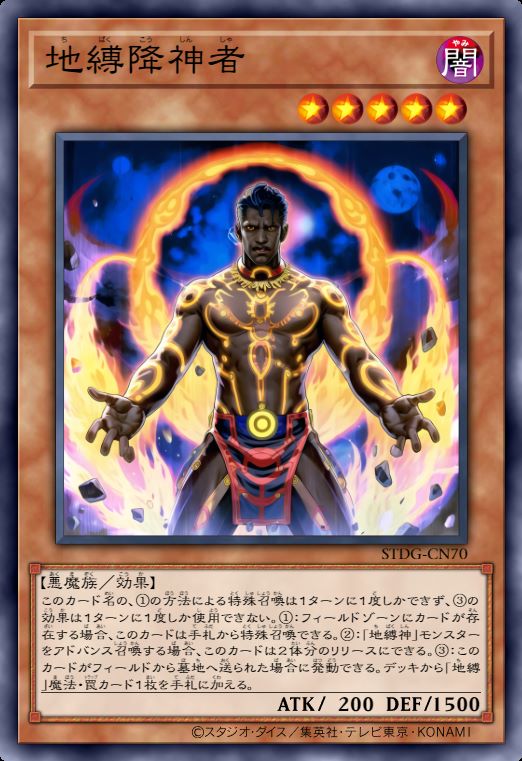 地縛降神者
闇
STDG-CN70
【悪魔族／効果】
このカード名の、①の方法による特殊召喚は1ターンに1度しかできず、③の
効果は1ターンに1度しか使用できない。①：フィールドゾーンにカードが存
在する場合、このカードは手札から特殊召喚できる。②：「地縛神」モンスター
をアドバンス召喚する場合、このカードは2体分のリリースにできる。③：こ
のカードがフィールドから墓地へ送られた場合に発動できる。デッキから「地縛
」魔法・罠カード1枚を手札に加える。
ATK/ 200 DEF/1500
©スタジオ・ダイス／集英社・テレビ東京・KONAMI